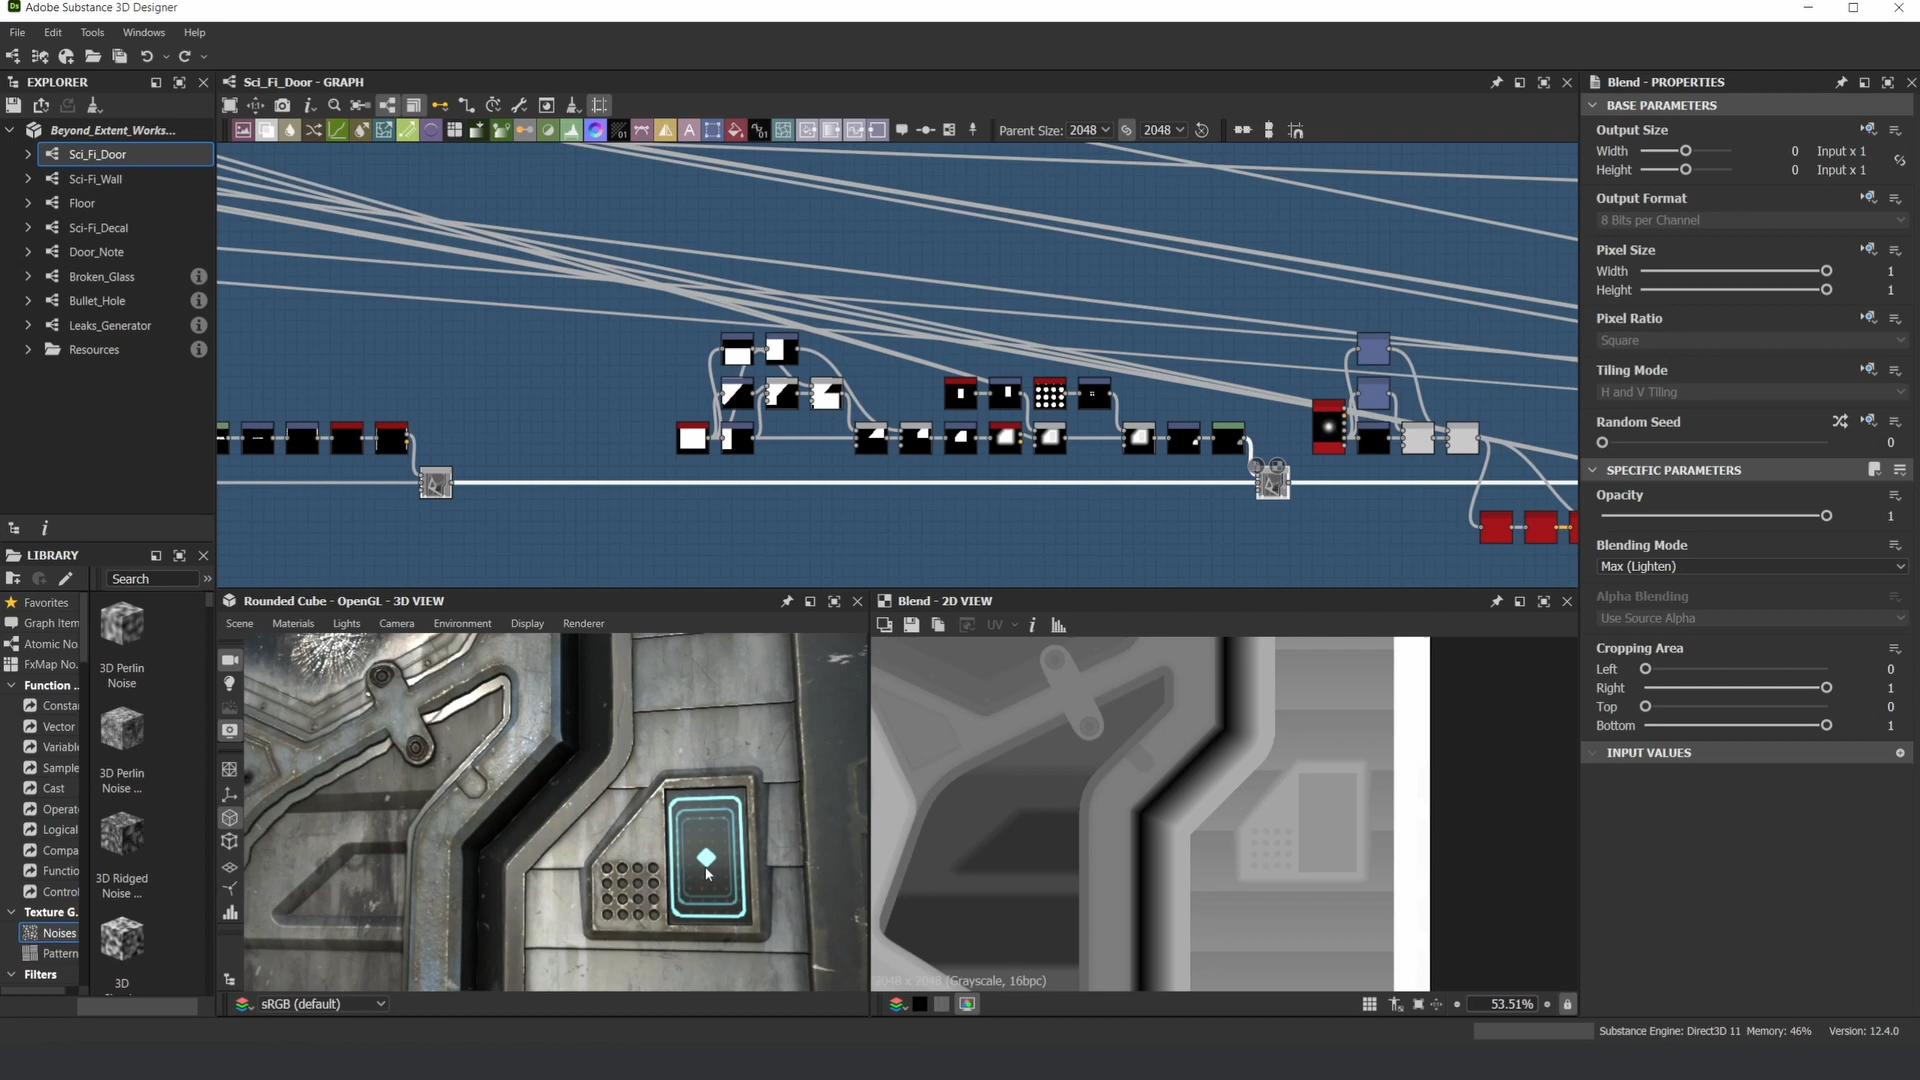 Ds Adobe Substance 3D Designer
File Edit Tools Windows Help
EXPLORER
Beyond_Extent_Works...
Sci_Fi_Door
Sci-Fi_Wall
Floor
Sci-Fi_Decal
Door_Note
Broken_Glass
Bullet_Hole
Leaks_Generator
Resources
LIBRARY
Search
Favorites
Graph Item
Atomic No
FxMap No.
Function ..
Consta
Vector
Variabl
Sample
Cast
Operat
Logical
Compa
Functio
Control
Texture G.
Noises
Pattern
Filters
3D Perlin
Noise
3D Perlin
Noise ...
3D Ridged
Noise ...
3D
Sci_Fi_Door - GRAPH
Parent Size: 2048 2048
Rounded Cube - OpenGL - 3D VIEW
Scene Materials Lights Camera Environment Display Renderer
sRGB (default)
Blend - 2D VIEW
UV
2048 x 2048 (Grayscale, 16bpc)
53.51%
Blend - PROPERTIES
BASE PARAMETERS
Output Size
Width 0 Input x 1
Height 0 Input x 1
Output Format
8 Bits per Channel
Pixel Size
Width 1
Height 1
Pixel Ratio
Square
Tiling Mode
H and V Tiling
Random Seed
0
SPECIFIC PARAMETERS
Opacity
1
Blending Mode
Max (Lighten)
Alpha Blending
Use Source Alpha
Cropping Area
Left 0
Right 1
Top 0
Bottom 1
INPUT VALUES
Substance Engine: Direct3D 11 Memory: 46% Version: 12.4.0